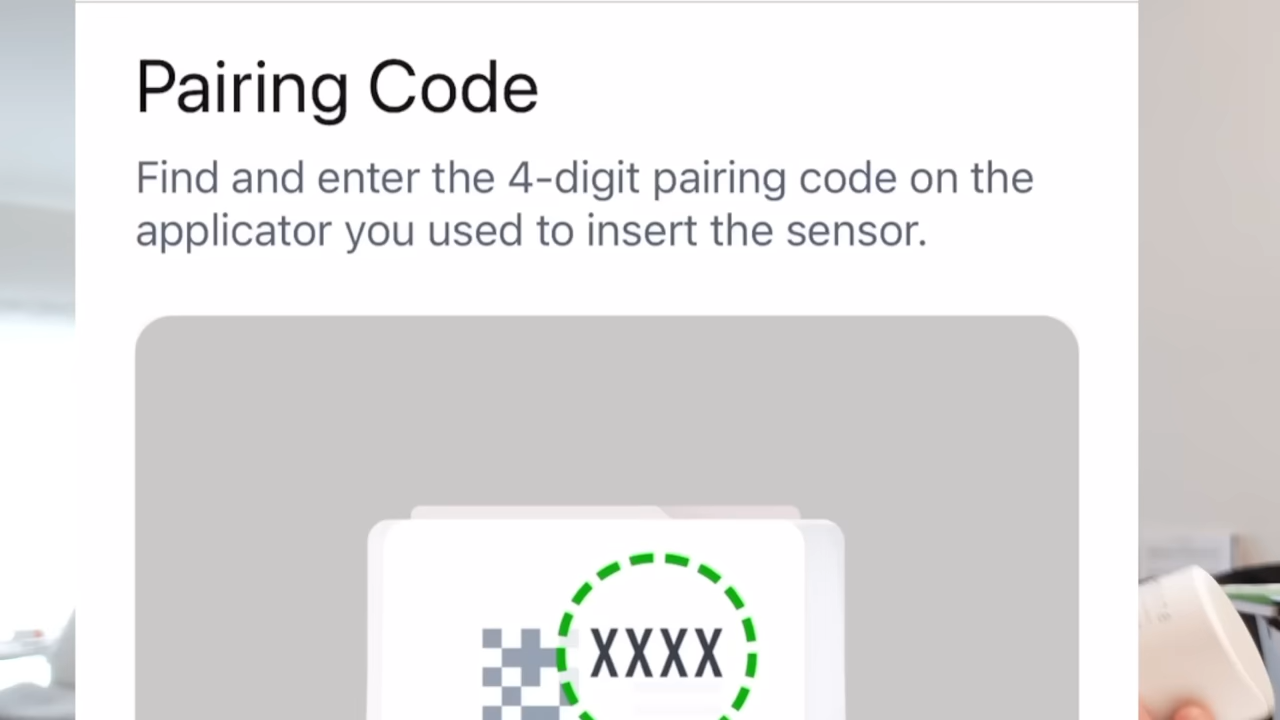 Pairing Code
Find and enter the 4-digit pairing code on the
applicator you used to insert the sensor.
XXXX